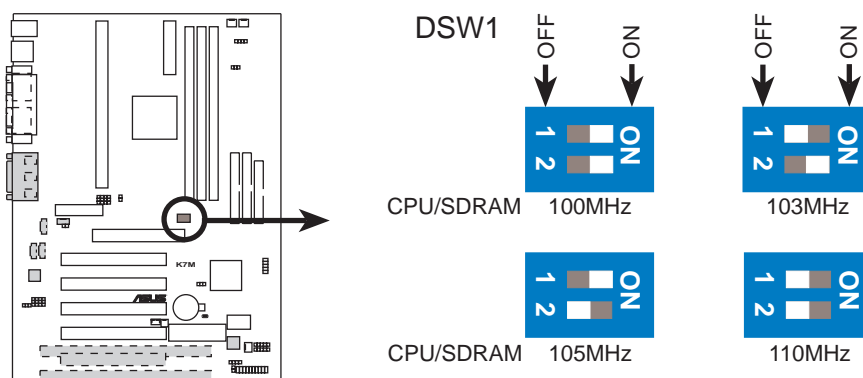 DSW1
OFF
ON
OFF
ON
1
2
ON
1
2
ON
CPU/SDRAM 100MHz 103MHz
1
2
ON
1
2
ON
CPU/SDRAM 105MHz 110MHz
K7M
/ISUS